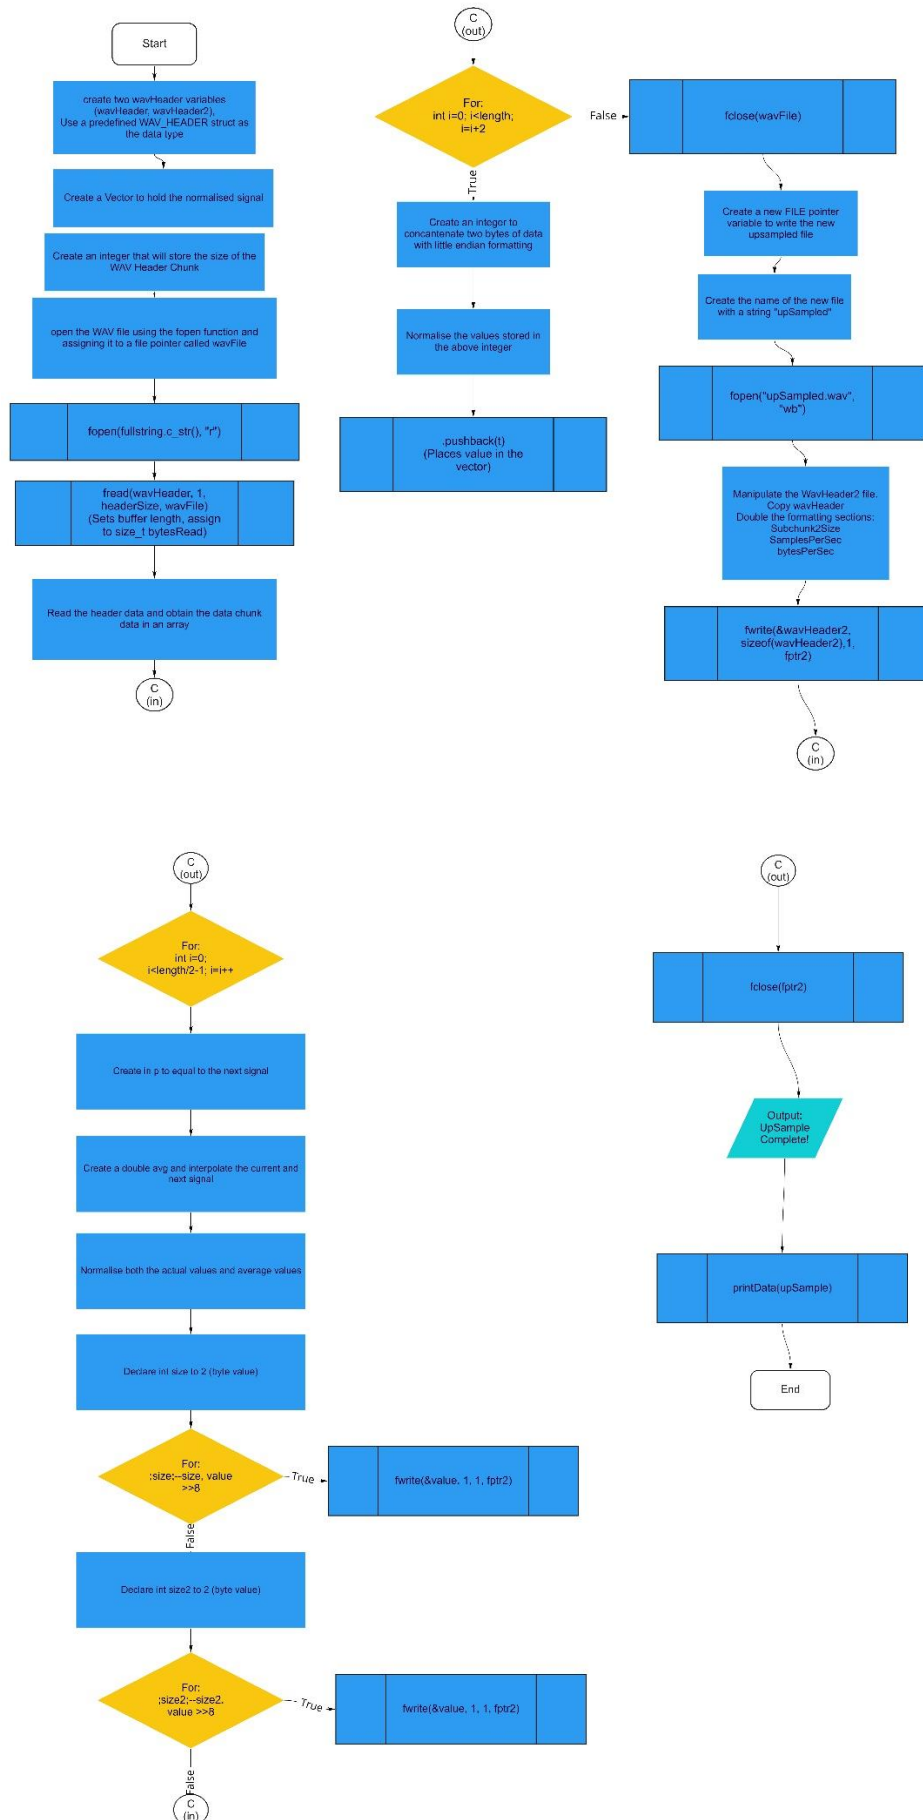 Start
create two wavHeader variables
(wavHeader, wavHeader2),
Use a predefined WAV_HEADER struct as
the data type
Create a Vector to hold the normalised signal
Create an integer that will store the size of the
WAV Header Chunk
open the WAV file using the fopen function and
assigning it to a file pointer called wavFile
fopen(fullstring.c_str(), "r")
fread(wavHeader, 1,
headerSize, wavFile)
(Sets buffer length, assign
to size_t bytesRead)
Read the header data and obtain the data chunk
data in an array
C
(in)
C
(out)
For:
int i=0; i<length;
i=i+2
False
True
Create an integer to
concantenate two bytes of data
with little endian formatting
Normalise the values stored in
the above integer
.pushback(t)
(Places value in the
vector)
fclose(wavFile)
Create a new FILE pointer
variable to write the new
upsampled file
Create the name of the new file
with a string "upSampled"
fopen("upSampled.wav",
"wb")
Manipulate the WavHeader2 file.
Copy wavHeader
Double the formatting sections:
Subchunk2Size
SamplesPerSec
bytesPerSec
fwrite(&wavHeader2,
sizeof(wavHeader2),1,
fptr2)
C
(in)
C
(out)
For:
int i=0;
i<length/2-1; i=i++
Create in p to equal to the next signal
Create a double avg and interpolate the current and
next signal
Normalise both the actual values and average values
Declare int size to 2 (byte value)
For:
;size;--size, value
>>8
True
fwrite(&value, 1, 1, fptr2)
False
Declare int size2 to 2 (byte value)
For:
;size2;--size2,
value >>8
True
fwrite(&value, 1, 1, fptr2)
False
C
(in)
C
(out)
fclose(fptr2)
Output:
UpSample
Complete!
printData(upSample)
End